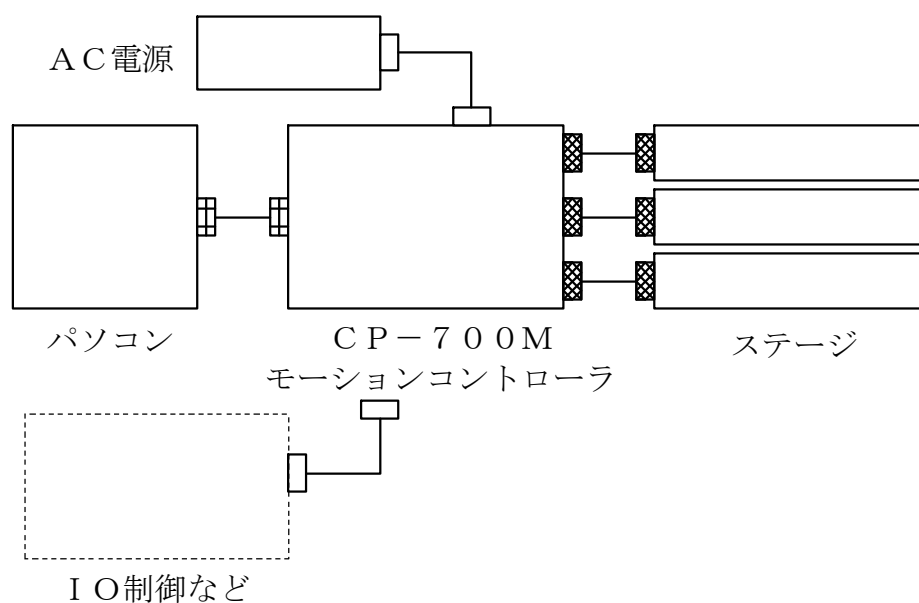 ＡＣ電源
パソコン
ＣＰ－７００Ｍ
モーションコントローラ
ステージ
ＩＯ制御など